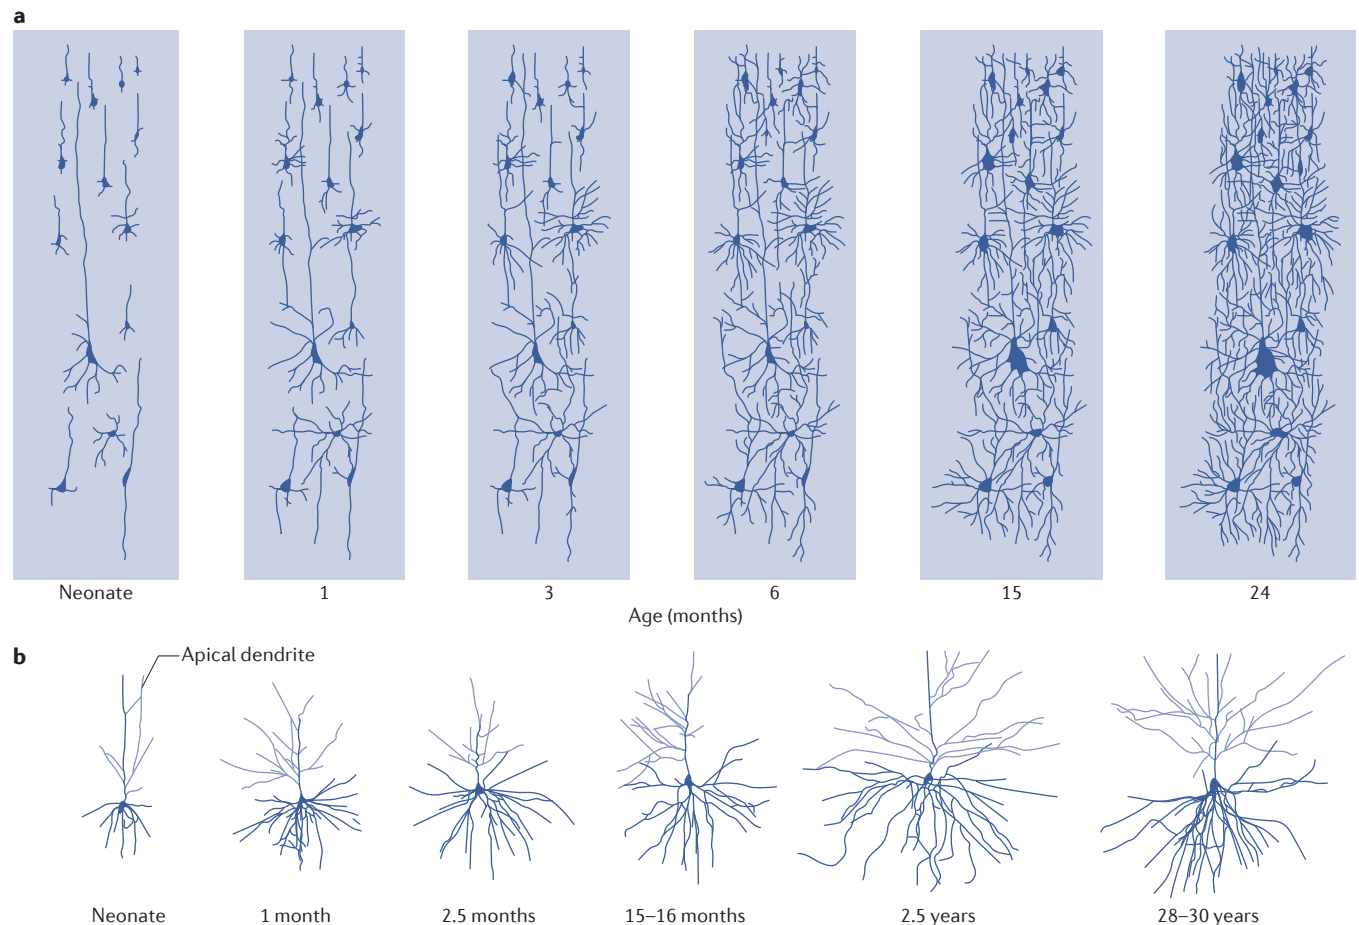 a
Neonate 1 3 6 15 24
Age (months)
b
Apical dendrite
Neonate 1 month 2.5 months 15–16 months 2.5 years 28–30 years